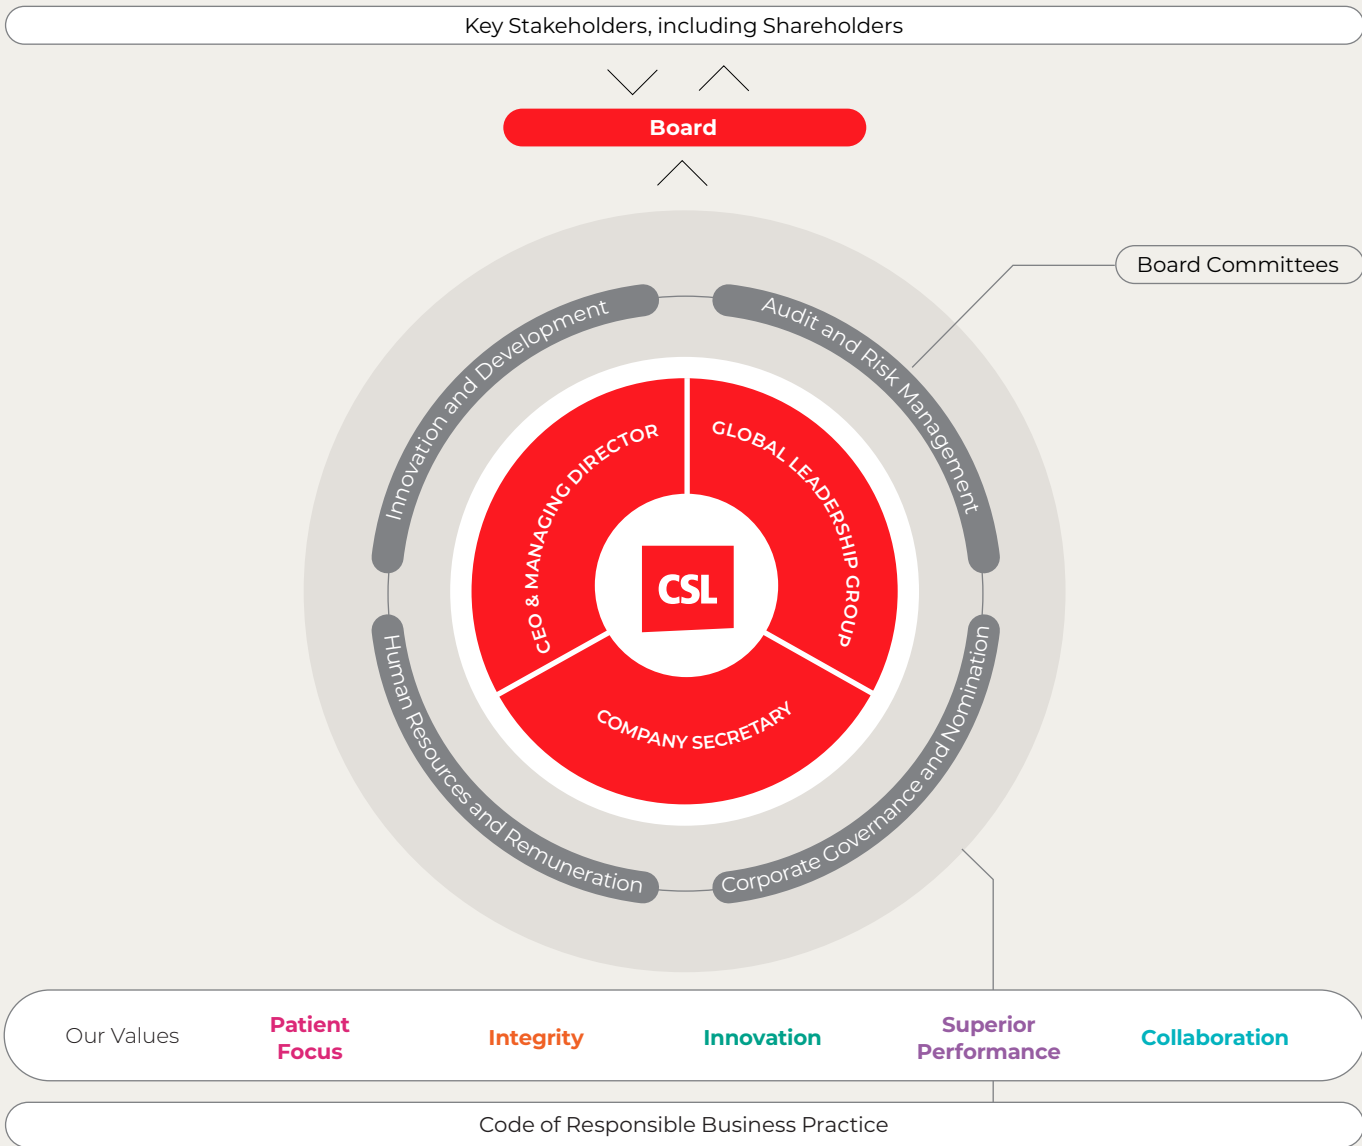 Key Stakeholders, including Shareholders
Board
Board Committees
Innovation and Development
Audit and Risk Management
CEO & MANAGING DIRECTOR
GLOBAL LEADERSHIP GROUP
CSL
COMPANY SECRETARY
Human Resources and Remuneration
Corporate Governance and Nomination
Our Values
Patient
Focus
Integrity
Innovation
Superior
Performance
Collaboration
Code of Responsible Business Practice